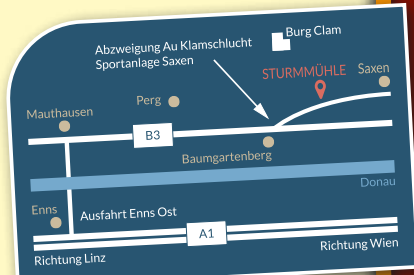 Burg Clam
Abzweigung Au Klamschlucht
Sportanlage Saxen
STURMMÜHLE
Saxen
Perg
Mauthausen
B3
Baumgartenberg
Donau
Enns
Ausfahrt Enns Ost
A1
Richtung Wien
Richtung Linz